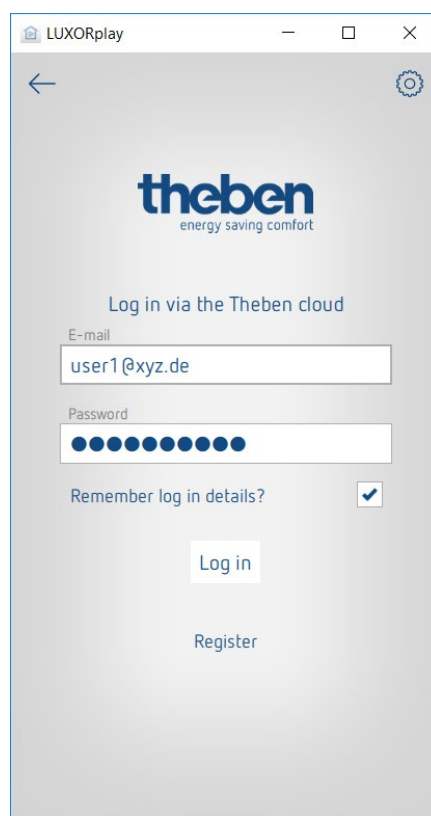 LUXORplay
theben
energy saving comfort
Log in via the Theben cloud
E-mail
user1@xyz.de
Password
●●●●●●●●●●
Remember log in details?
Log in
Register